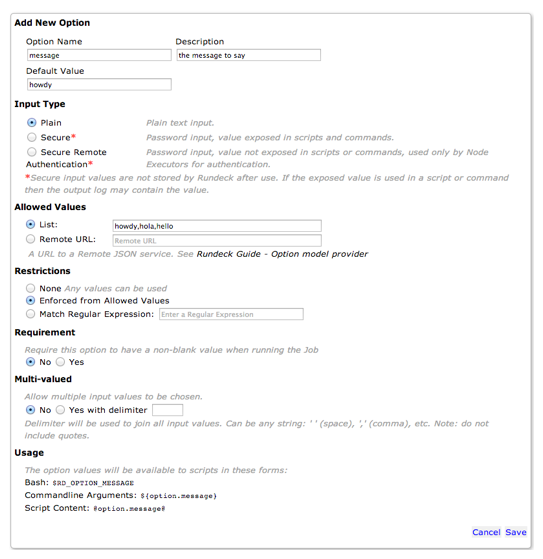 Add New Option
Option Name Description
message the message to say
Default Value
howdy
Input Type
Plain Plain text input.
Secure* Password input, value exposed in scripts and commands.
Secure Remote Authentication* Password input, value not exposed in scripts or commands, used only by Node
Executors for authentication.
*Secure input values are not stored by Rundeck after use. If the exposed value is used in a script or command
then the output log may contain the value.
Allowed Values
List: howdy,hola,hello
Remote URL: Remote URL
A URL to a Remote JSON service. See Rundeck Guide - Option model provider
Restrictions
None Any values can be used
Enforced from Allowed Values
Match Regular Expression: Enter a Regular Expression
Requirement
Require this option to have a non-blank value when running the Job
No Yes
Multi-valued
Allow multiple input values to be chosen.
No Yes with delimiter
Delimiter will be used to join all input values. Can be any string: ' ' (space), ',' (comma), etc. Note: do not
include quotes.
Usage
The option values will be available to scripts in these forms:
Bash: $RD_OPTION_MESSAGE
Commandline Arguments: ${option.message}
Script Content: @option.message@
Cancel Save